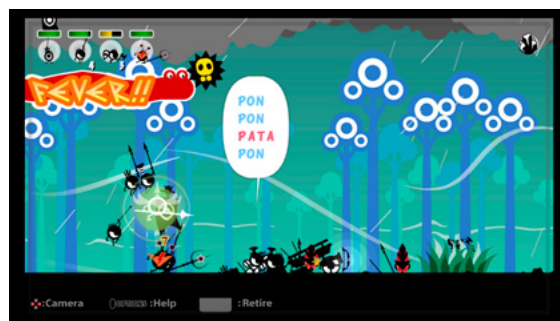 FEVER!!
PON
PON
PATA
PON
:Camera
:Help
:Retire